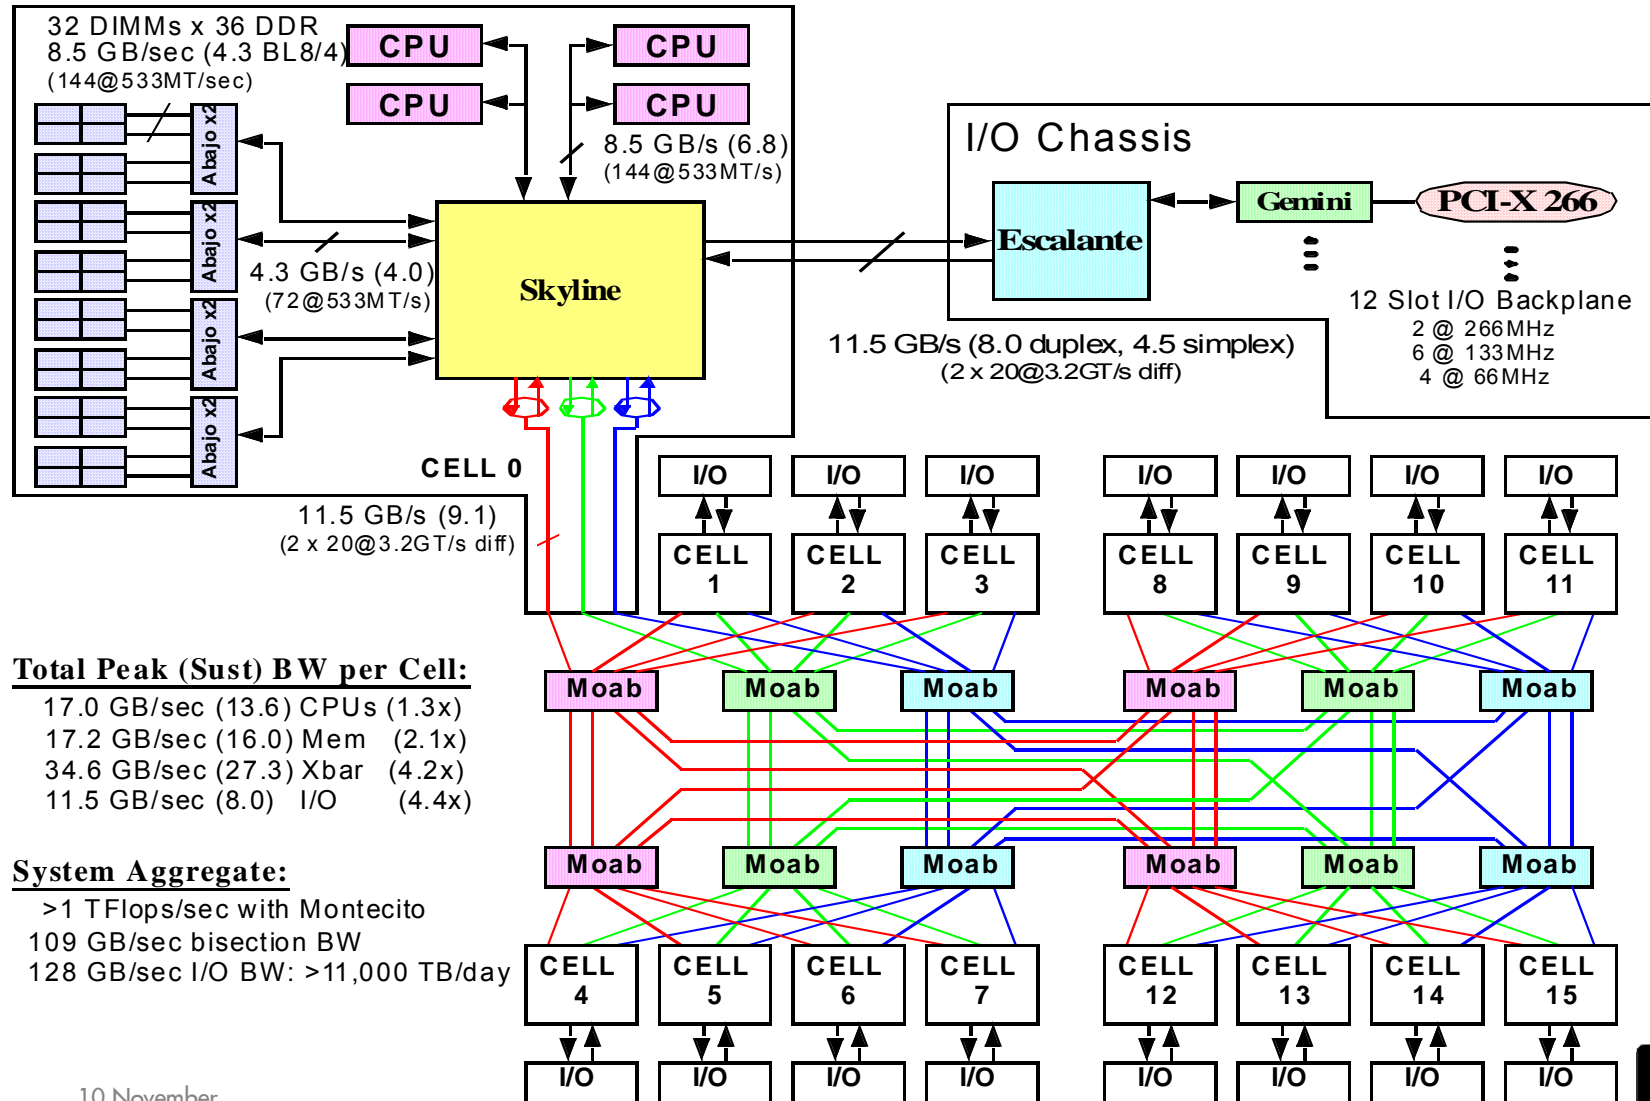 32 DIMMs x 36 DDR
8.5 GB/sec (4.3 BL8/4)
(144@533MT/sec)
CPU
CPU
CPU
CPU
8.5 GB/s (6.8)
(144@533MT/s)
Abajo x2
Abajo x2
Abajo x2
Abajo x2
4.3 GB/s (4.0)
(72@533MT/s)
Skyline
CELL 0
I/O Chassis
Escalante
Gemini
PCI-X 266
12 Slot I/O Backplane
2 @ 266MHz
6 @ 133MHz
4 @ 66MHz
11.5 GB/s (8.0 duplex, 4.5 simplex)
(2 x 20@3.2GT/s diff)
11.5 GB/s (9.1)
(2 x 20@3.2GT/s diff)
I/O
I/O
I/O
I/O
I/O
I/O
I/O
CELL 1
CELL 2
CELL 3
CELL 8
CELL 9
CELL 10
CELL 11
Moab
Moab
Moab
Moab
Moab
Moab
Total Peak (Sust) BW per Cell:
17.0 GB/sec (13.6) CPUs (1.3x)
17.2 GB/sec (16.0) Mem (2.1x)
34.6 GB/sec (27.3) Xbar (4.2x)
11.5 GB/sec (8.0) I/O (4.4x)
Moab
Moab
Moab
Moab
Moab
Moab
System Aggregate:
>1 TFlops/sec with Montecito
109 GB/sec bisection BW
128 GB/sec I/O BW: >11,000 TB/day
CELL 4
CELL 5
CELL 6
CELL 7
CELL 12
CELL 13
CELL 14
CELL 15
I/O
I/O
I/O
I/O
I/O
I/O
I/O
I/O
10 November